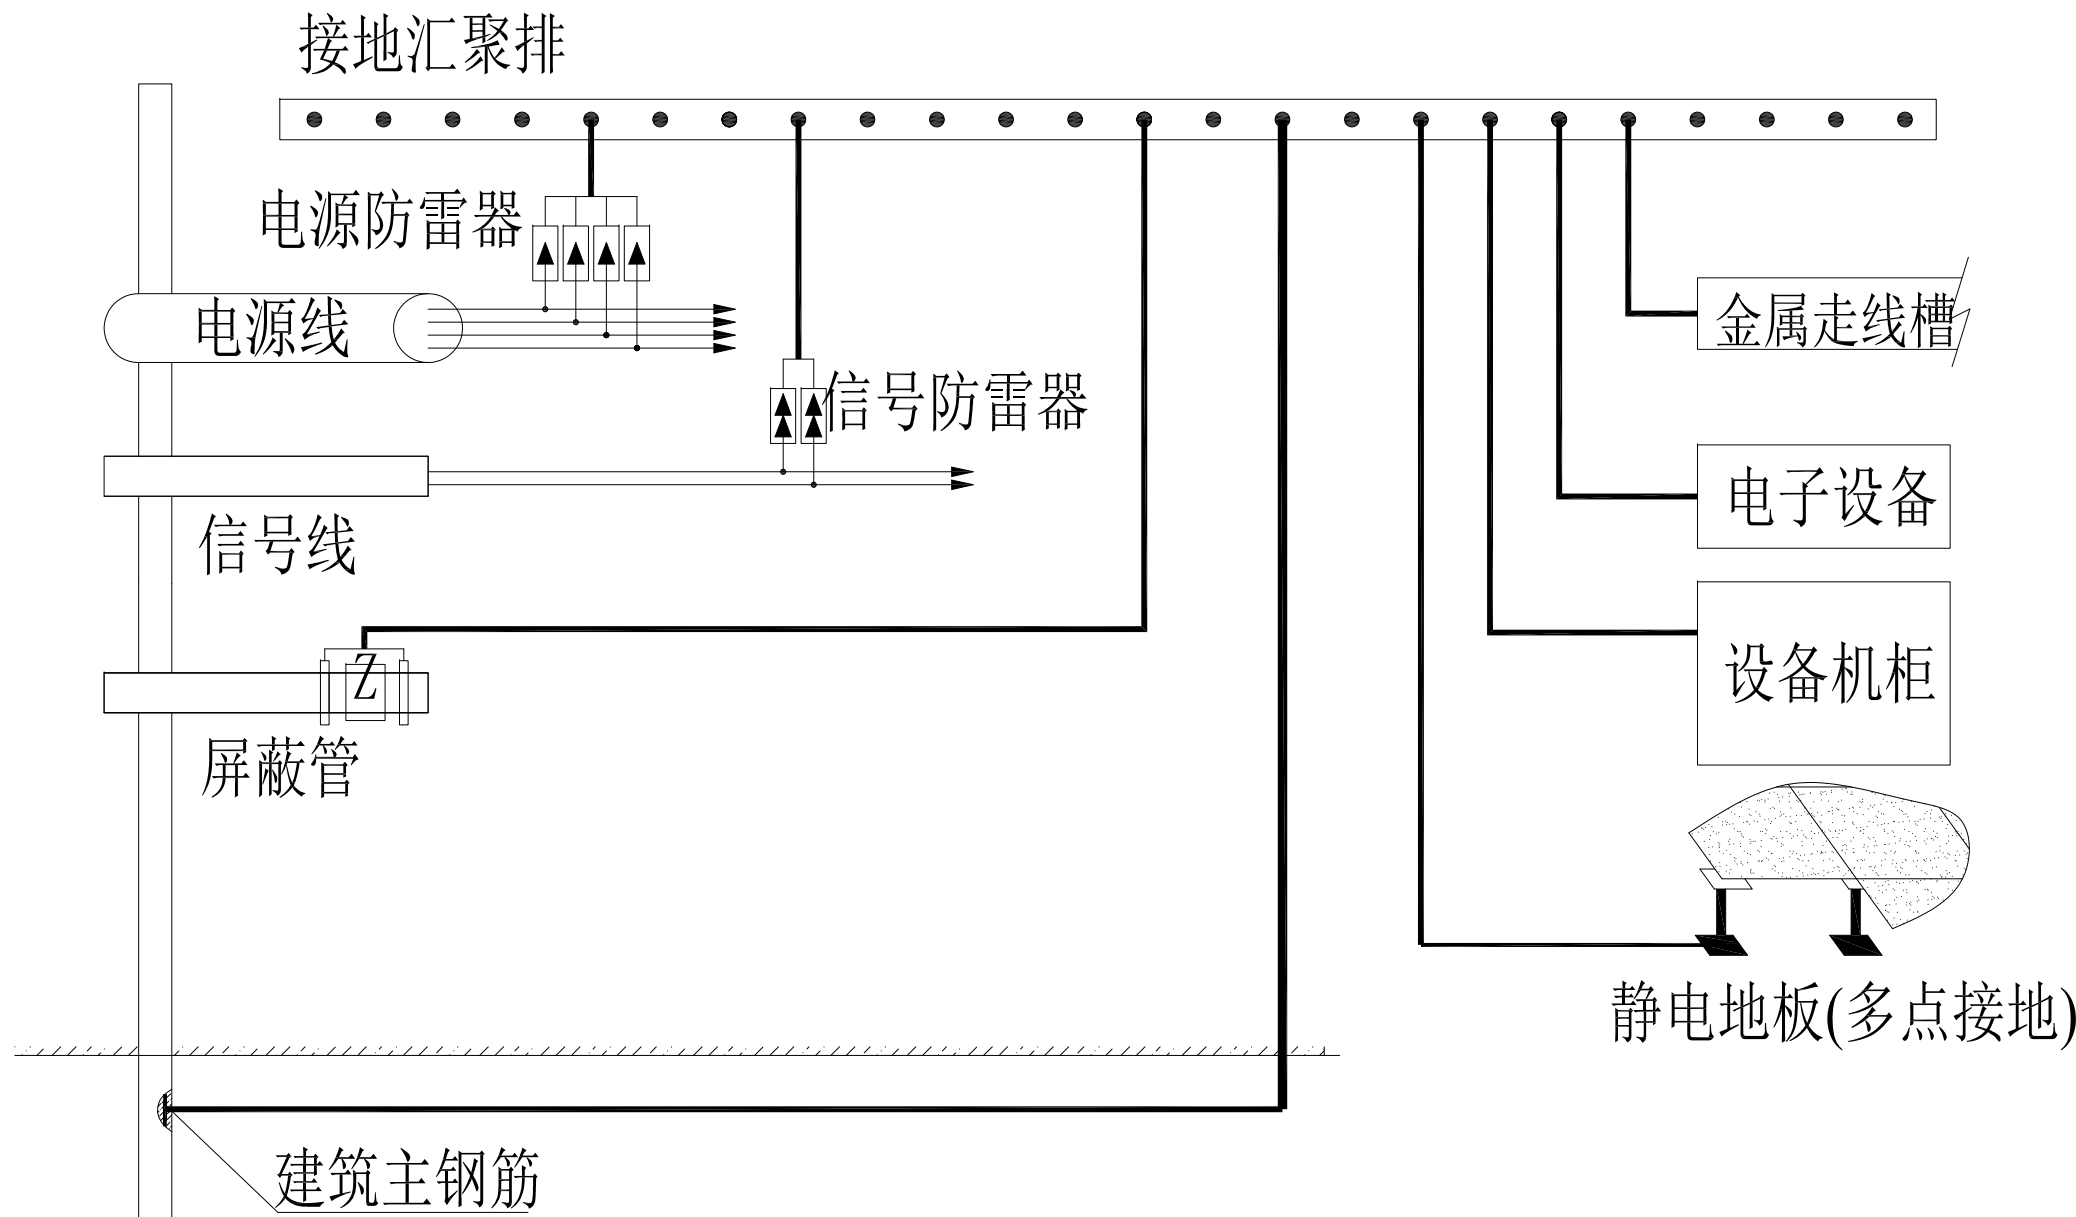 接地汇聚排
电源防雷器
电源线
金属走线槽
信号防雷器
电子设备
信号线
Z
设备机柜
屏蔽管
静电地板(多点接地)
建筑主钢筋